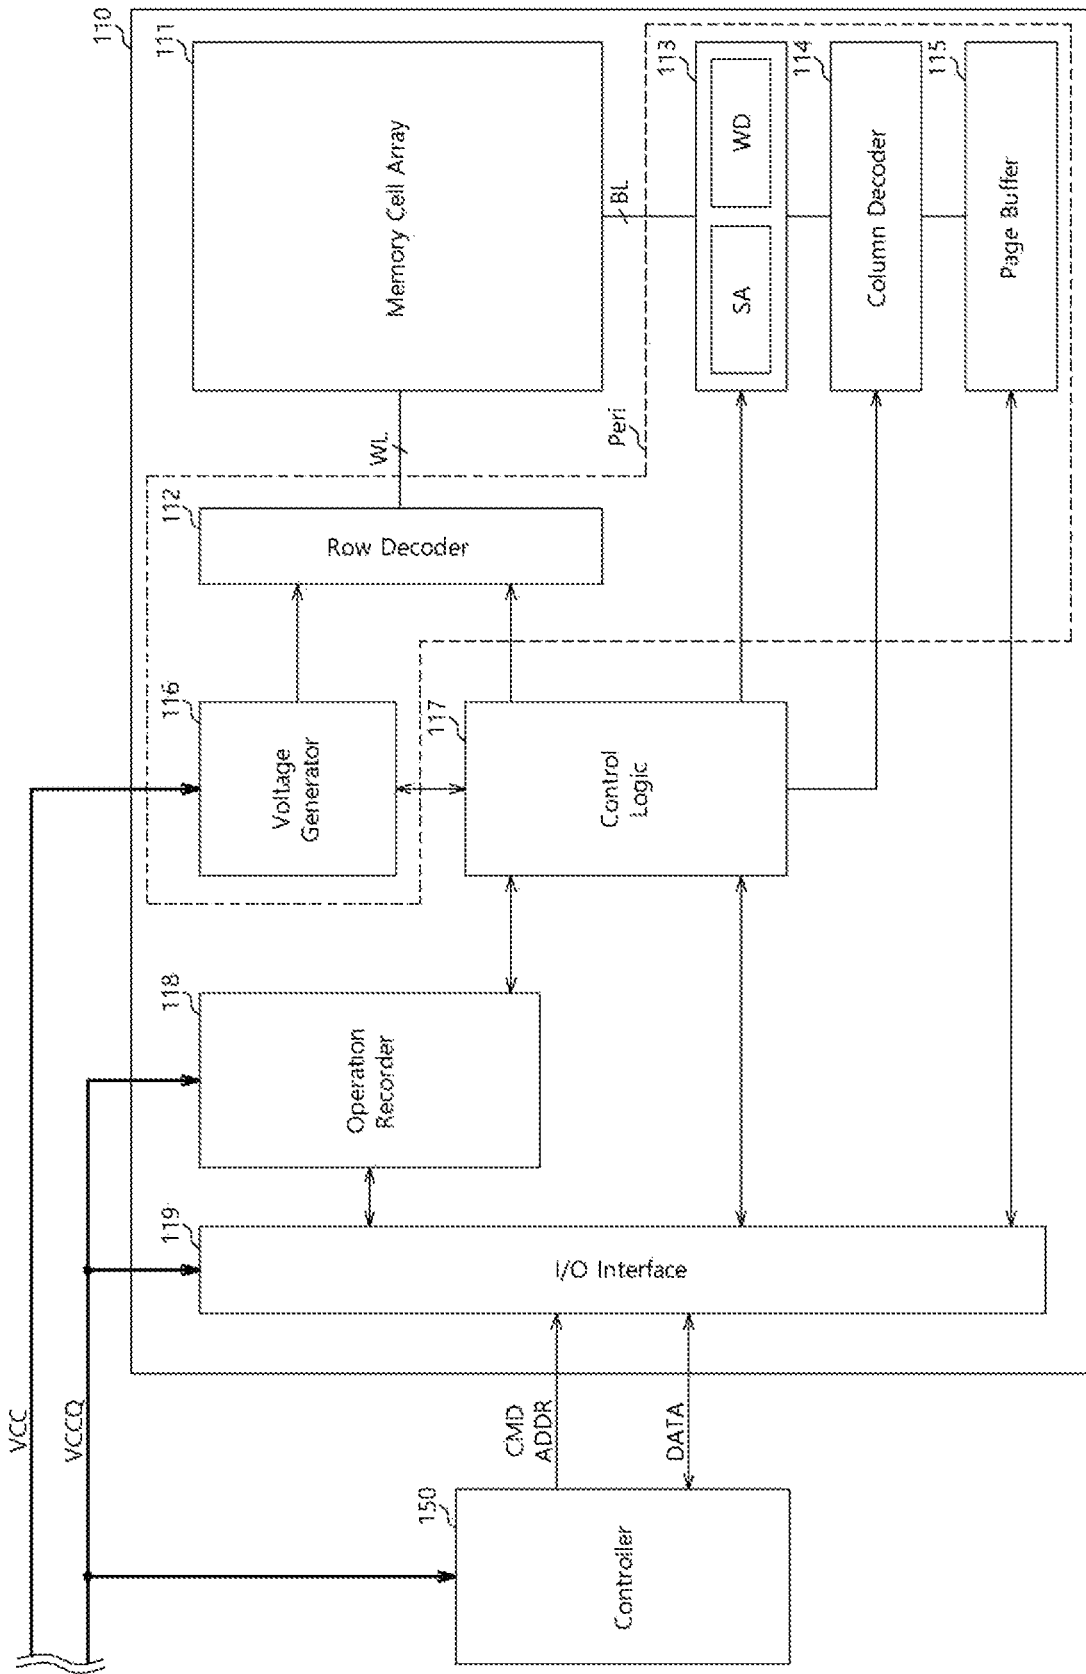 VCC
VCCQ
150
Controller
CMD
ADDR
DATA
110
119
I/O Interface
118
Operation
Recorder
116
Voltage
Generator
117
Control
Logic
112
Row Decoder
WL
Peri
111
Memory Cell Array
BL
113
SA
WD
114
Column Decoder
115
Page Buffer